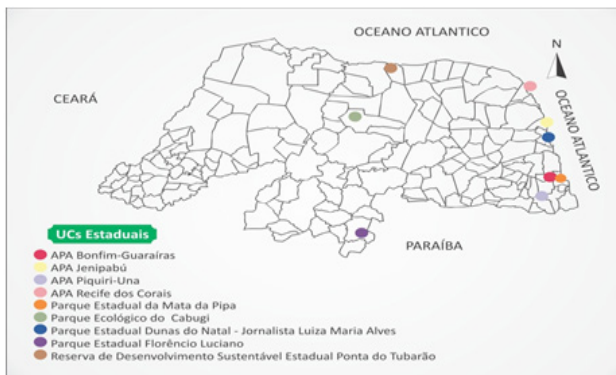 OCEANO ATLANTICO
N
CEARÁ
OCEANO ATLANTICO
PARAÍBA
UCs Estaduais
APA Bonfim-Guaraíras
APA Jenipabú
APA Piquiri-Una
APA Recife dos Corais
Parque Estadual da Mata da Pipa
Parque Ecológico do Cabugi
Parque Estadual Dunas do Natal - Jornalista Luiza Maria Alves
Parque Estadual Florêncio Luciano
Reserva de Desenvolvimento Sustentável Estadual Ponta do Tubarão